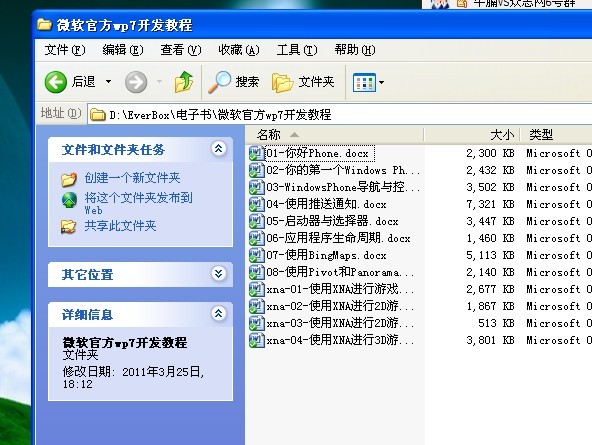 微软官方wp7开发教程
文件(F) 编辑(E) 查看(V) 收藏(A) 工具(T) 帮助(H)
后退 搜索 文件夹
地址(D) D:\EverBox\电子书\微软官方wp7开发教程
名称 大小 类型
文件和文件夹任务
创建一个新文件夹
将这个文件夹发布到
Web
共享此文件夹
其它位置
详细信息
微软官方wp7开发教程
文件夹
修改日期: 2011年3月25日,
18:12
01-你好Phone.docx 2,300 KB Microsoft O
02-你的第一个Windows Ph... 2,432 KB Microsoft O
03-WindowsPhone导航与控... 3,502 KB Microsoft O
04-使用推送通知.docx 7,321 KB Microsoft O
05-启动器与选择器.docx 3,447 KB Microsoft O
06-应用程序生命周期.docx 1,460 KB Microsoft O
07-使用BingMaps.docx 5,113 KB Microsoft O
08-使用Pivot和Panorama... 2,140 KB Microsoft O
xna-01-使用XNA进行游戏... 2,677 KB Microsoft O
xna-02-使用XNA进行2D游... 1,867 KB Microsoft O
xna-03-使用XNA进行2D游... 513 KB Microsoft O
xna-04-使用XNA进行3D游... 3,801 KB Microsoft O